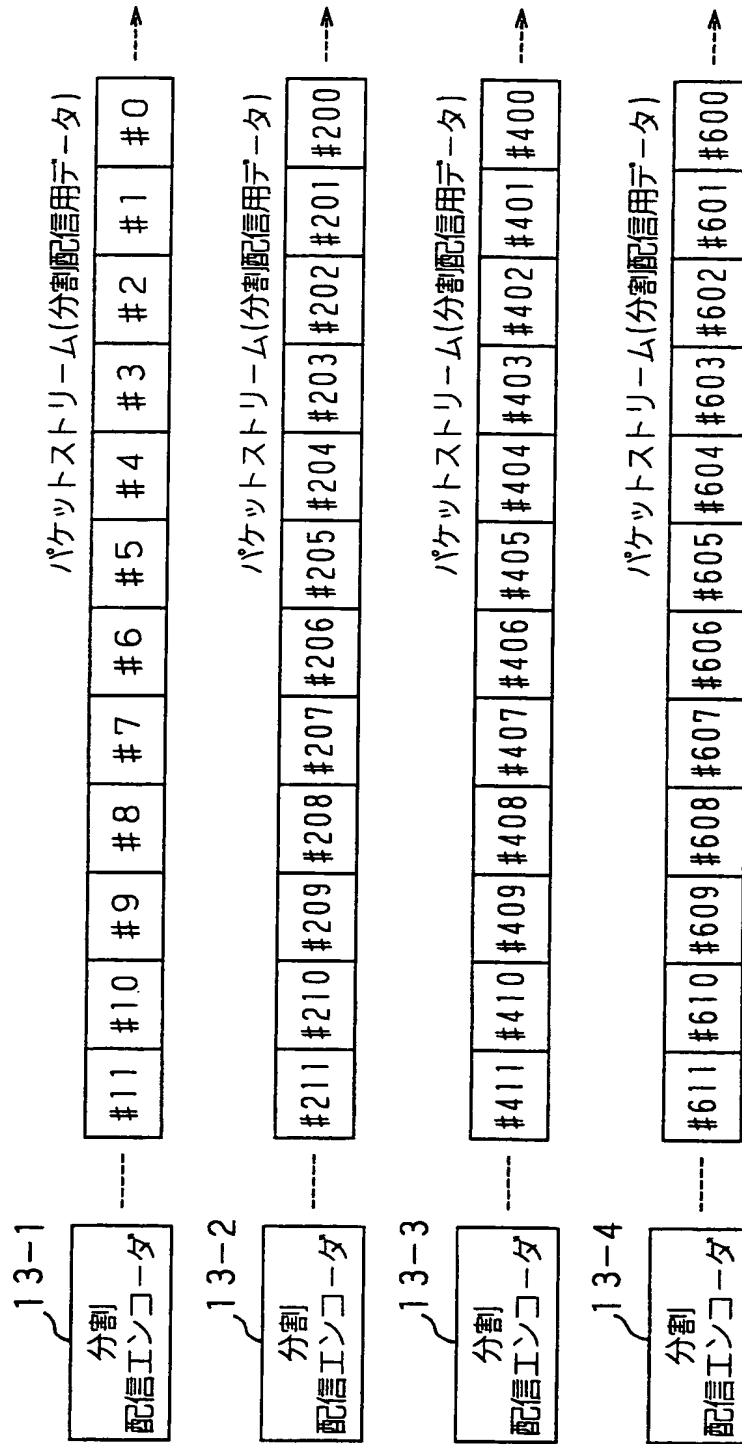 13-1
分割
配信エンコーダ
パケットストリーム(分割配信用データ)
#11 #10 #9 #8 #7 #6 #5 #4 #3 #2 #1 #0
13-2
分割
配信エンコーダ
パケットストリーム(分割配信用データ)
#211 #210 #209 #208 #207 #206 #205 #204 #203 #202 #201 #200
13-3
分割
配信エンコーダ
パケットストリーム(分割配信用データ)
#411 #410 #409 #408 #407 #406 #405 #404 #403 #402 #401 #400
13-4
分割
配信エンコーダ
パケットストリーム(分割配信用データ)
#611 #610 #609 #608 #607 #606 #605 #604 #603 #602 #601 #600